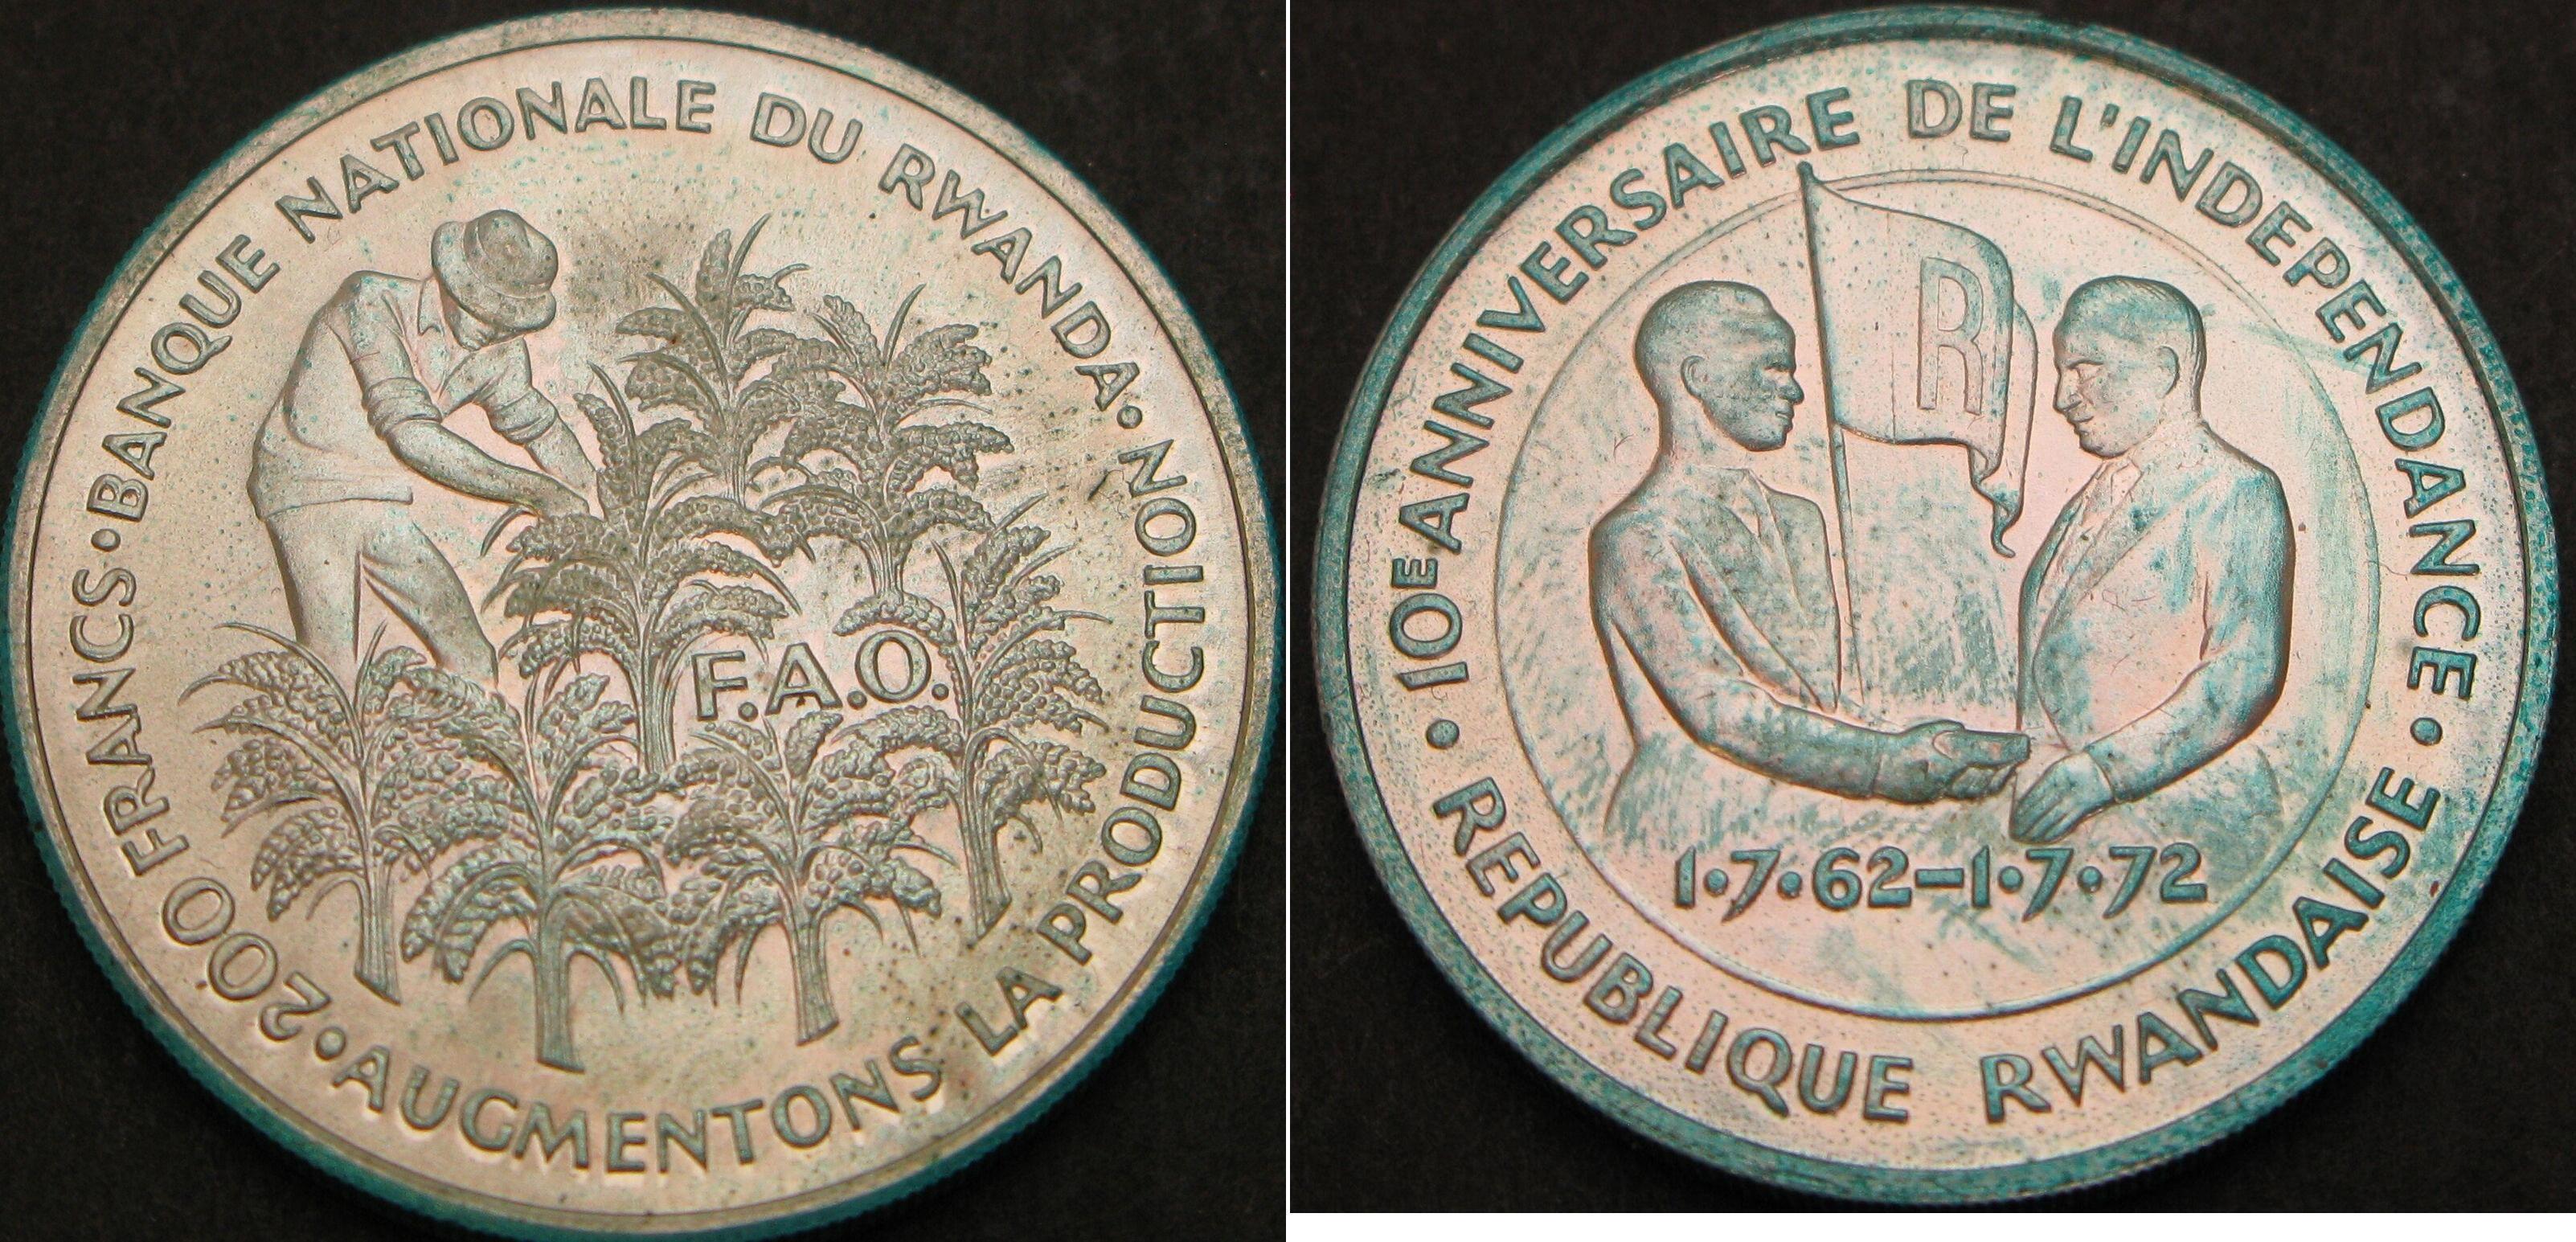 200 FRANCS • BANQUE NATIONALE DU RWANDA •
AUGMENTONS LA PRODUCTION •
F.A.O.
• 10E ANNIVERSAIRE DE L'INDEPENDANCE •
R
1•7•62–1•7•72
REPUBLIQUE RWANDAISE